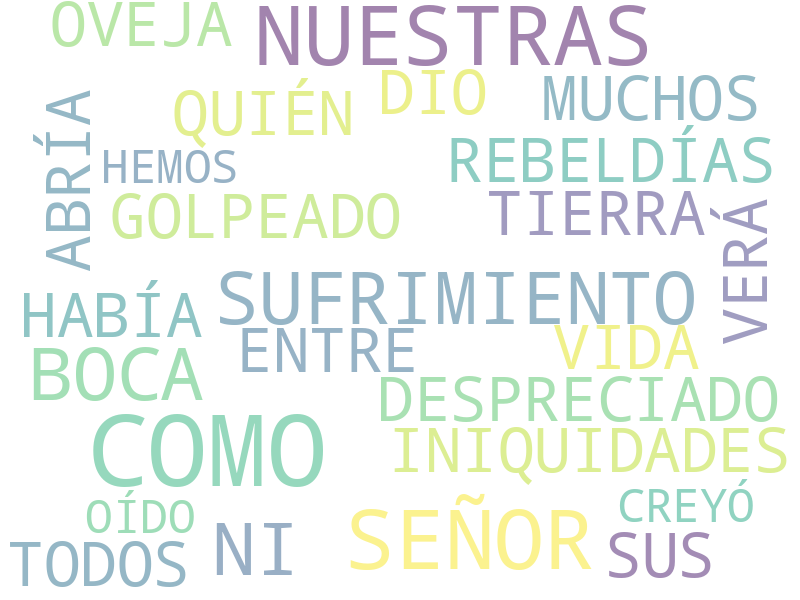 OVEJA
NUESTRAS
QUIÉN
DIO
MUCHOS
ABRÍA
HEMOS
REBELDÍAS
GOLPEADO
TIERRA
VERÁ
SUFRIMIENTO
HABÍA
ENTRE
VIDA
BOCA
DESPRECIADO
COMO
INIQUIDADES
OÍDO
SEÑOR
CREYÓ
TODOS
NI
SUS